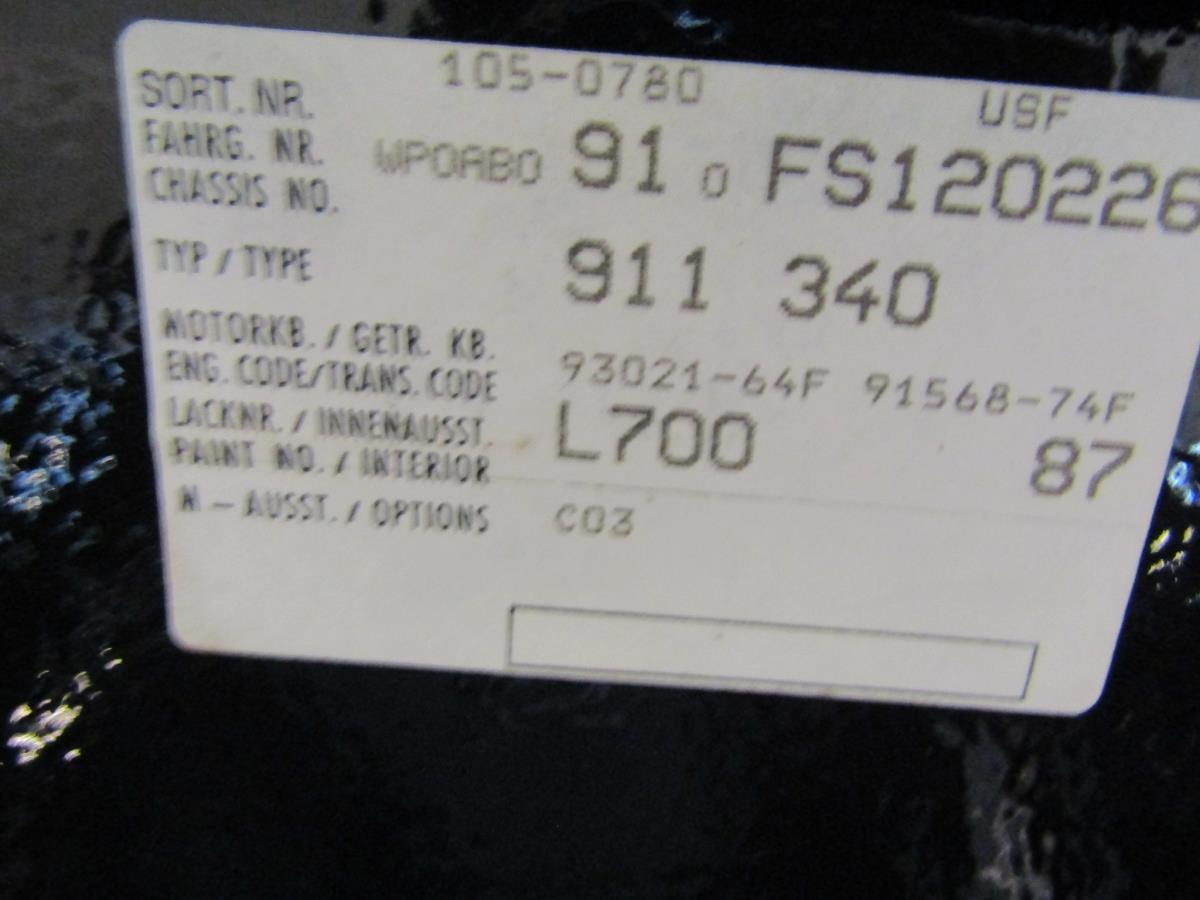 105-0780
SORT. NR. USF
FAHRG. NR. WP0AB0 91 0 FS120226
CHASSIS NO.
TYP / TYPE 911 340
MOTORKB. / GETR. KB.
ENG. CODE/TRANS. CODE 93021-64F 91568-74F
LACKNR. / INNENAUSST. L700 87
PAINT NO. / INTERIOR
M - AUSST. / OPTIONS C03